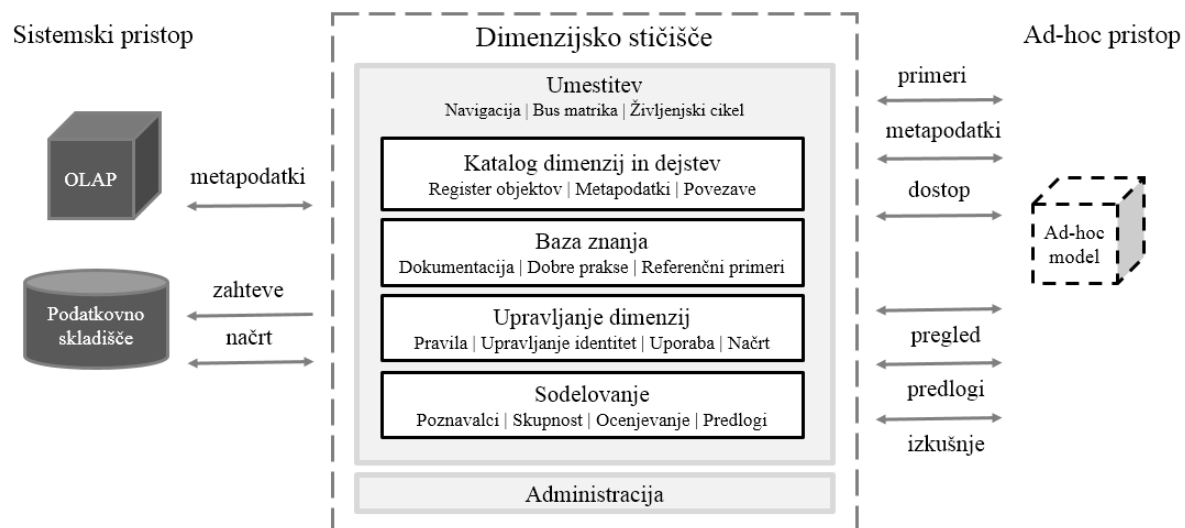 Sistemski pristop
OLAP
metapodatki
Podatkovno
skladišče
zahteve
načrt
Dimenzijsko stičišče
Umestitev
Navigacija | Bus matrika | Življenjski cikel
Katalog dimenzij in dejstev
Register objektov | Metapodatki | Povezave
Baza znanja
Dokumentacija | Dobre prakse | Referenčni primeri
Upravljanje dimenzij
Pravila | Upravljanje identitet | Uporaba | Načrt
Sodelovanje
Poznavalci | Skupnost | Ocenjevanje | Predlogi
Administracija
Ad-hoc pristop
primeri
metapodatki
dostop
Ad-hoc
model
pregled
predlogi
izkušnje